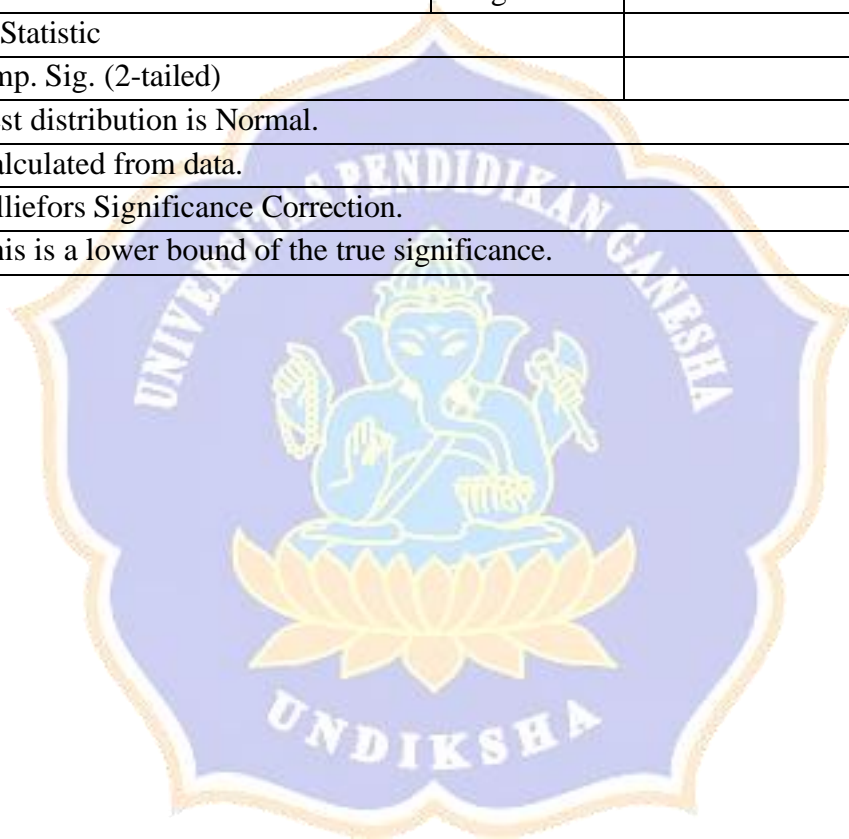 Statistic
mp. Sig. (2-tailed)
st distribution is Normal.
alculated from data.
lliefors Significance Correction.
his is a lower bound of the true significance.
UNIVERSITAS PENDIDIKAN GANESHA
UNDIKSHA